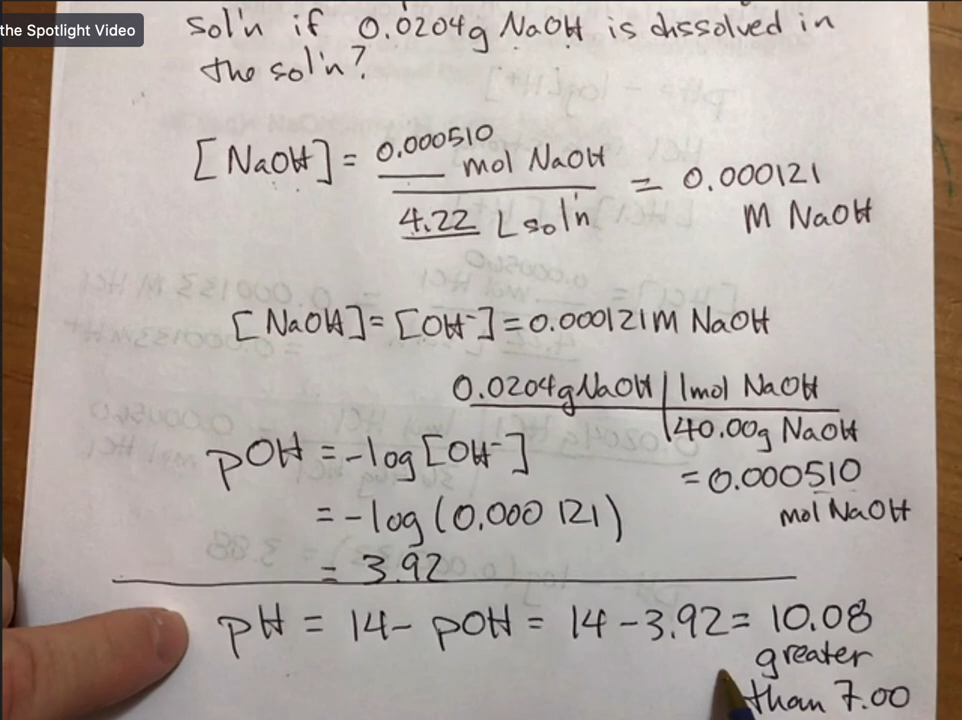 the Spotlight Video
sol'n if 0.0204g NaOH is dissolved in
the sol'n?
[NaOH] = 0.000510 mol NaOH
4.22 L sol'n
= 0.000121
M NaOH
[NaOH] = [OH⁻] = 0.000121M NaOH
0.0204g NaOH | 1mol NaOH
40.00g NaOH
= 0.000510
mol NaOH
pOH = -log [OH⁻]
= -log (0.000121)
= 3.92
pH = 14 - pOH = 14 - 3.92 = 10.08
greater
than 7.00